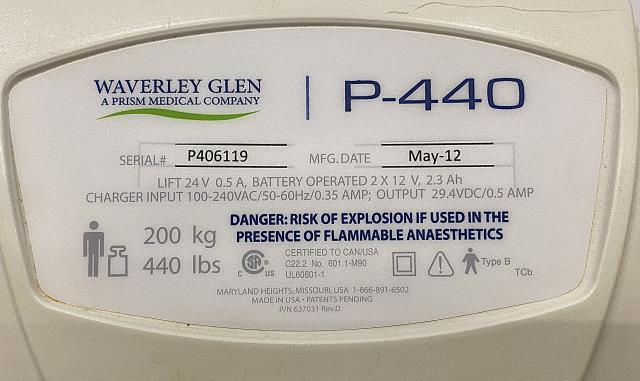 WAVERLEY GLEN
A PRISM MEDICAL COMPANY
P-440
SERIAL# P406119 MFG.DATE May-12
LIFT 24 V 0.5 A, BATTERY OPERATED 2 X 12 V, 2.3 Ah
CHARGER INPUT 100-240VAC/50-60Hz/0.35 AMP; OUTPUT 29.4VDC/0.5 AMP
DANGER: RISK OF EXPLOSION IF USED IN THE
PRESENCE OF FLAMMABLE ANAESTHETICS
200 kg
440 lbs
C SA® US
CERTIFIED TO CAN/USA
C22.2 No. 601.1-M90
UL60601-1
Type B
TCb.
MARYLAND HEIGHTS, MISSOURI, USA 1-866-891-6502
MADE IN USA • PATENTS PENDING
P/N 637031 Rev.D